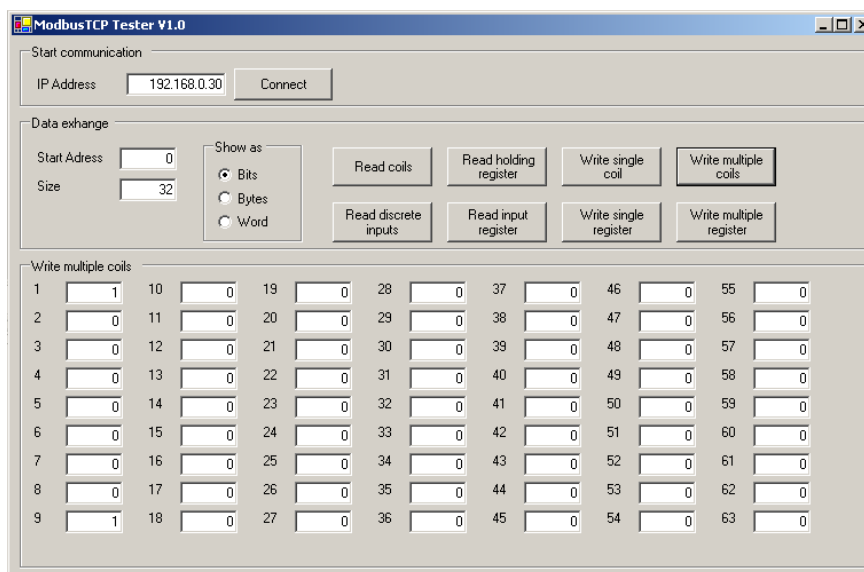 ModbusTCP Tester V1.0
Start communication
IP Address 192.168.0.30 Connect
Data exhange
Start Adress 0
Size 32
Show as
Bits
Bytes
Word
Read coils
Read holding register
Write single coil
Write multiple coils
Read discrete inputs
Read input register
Write single register
Write multiple register
Write multiple coils
1 1 10 0 19 0 28 0 37 0 46 0 55 0
2 0 11 0 20 0 29 0 38 0 47 0 56 0
3 0 12 0 21 0 30 0 39 0 48 0 57 0
4 0 13 0 22 0 31 0 40 0 49 0 58 0
5 0 14 0 23 0 32 0 41 0 50 0 59 0
6 0 15 0 24 0 33 0 42 0 51 0 60 0
7 0 16 0 25 0 34 0 43 0 52 0 61 0
8 0 17 0 26 0 35 0 44 0 53 0 62 0
9 1 18 0 27 0 36 0 45 0 54 0 63 0